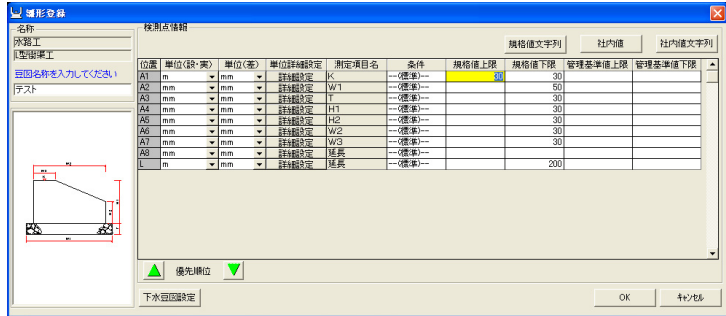 雛形登録
名称
水路工
L型側渠工
豆図名称を入力してください
テスト
検測点情報
規格値文字列 社内値 社内値文字列
位置 単位(設・実) 単位(差) 単位詳細設定 測定項目名 条件 規格値上限 規格値下限 管理基準値上限 管理基準値下限
A1 m mm 詳細設定 K --(標準)-- 30 30
A2 mm mm 詳細設定 W1 --(標準)-- 50
A3 mm mm 詳細設定 T --(標準)-- 30
A4 mm mm 詳細設定 H1 --(標準)-- 30
A5 mm mm 詳細設定 H2 --(標準)-- 30
A6 mm mm 詳細設定 W2 --(標準)-- 30
A7 mm mm 詳細設定 W3 --(標準)-- 30
A8 mm mm 詳細設定 延長 --(標準)--
L m mm 詳細設定 延長 --(標準)-- 200
優先順位
下水豆図設定 OK キャンセル